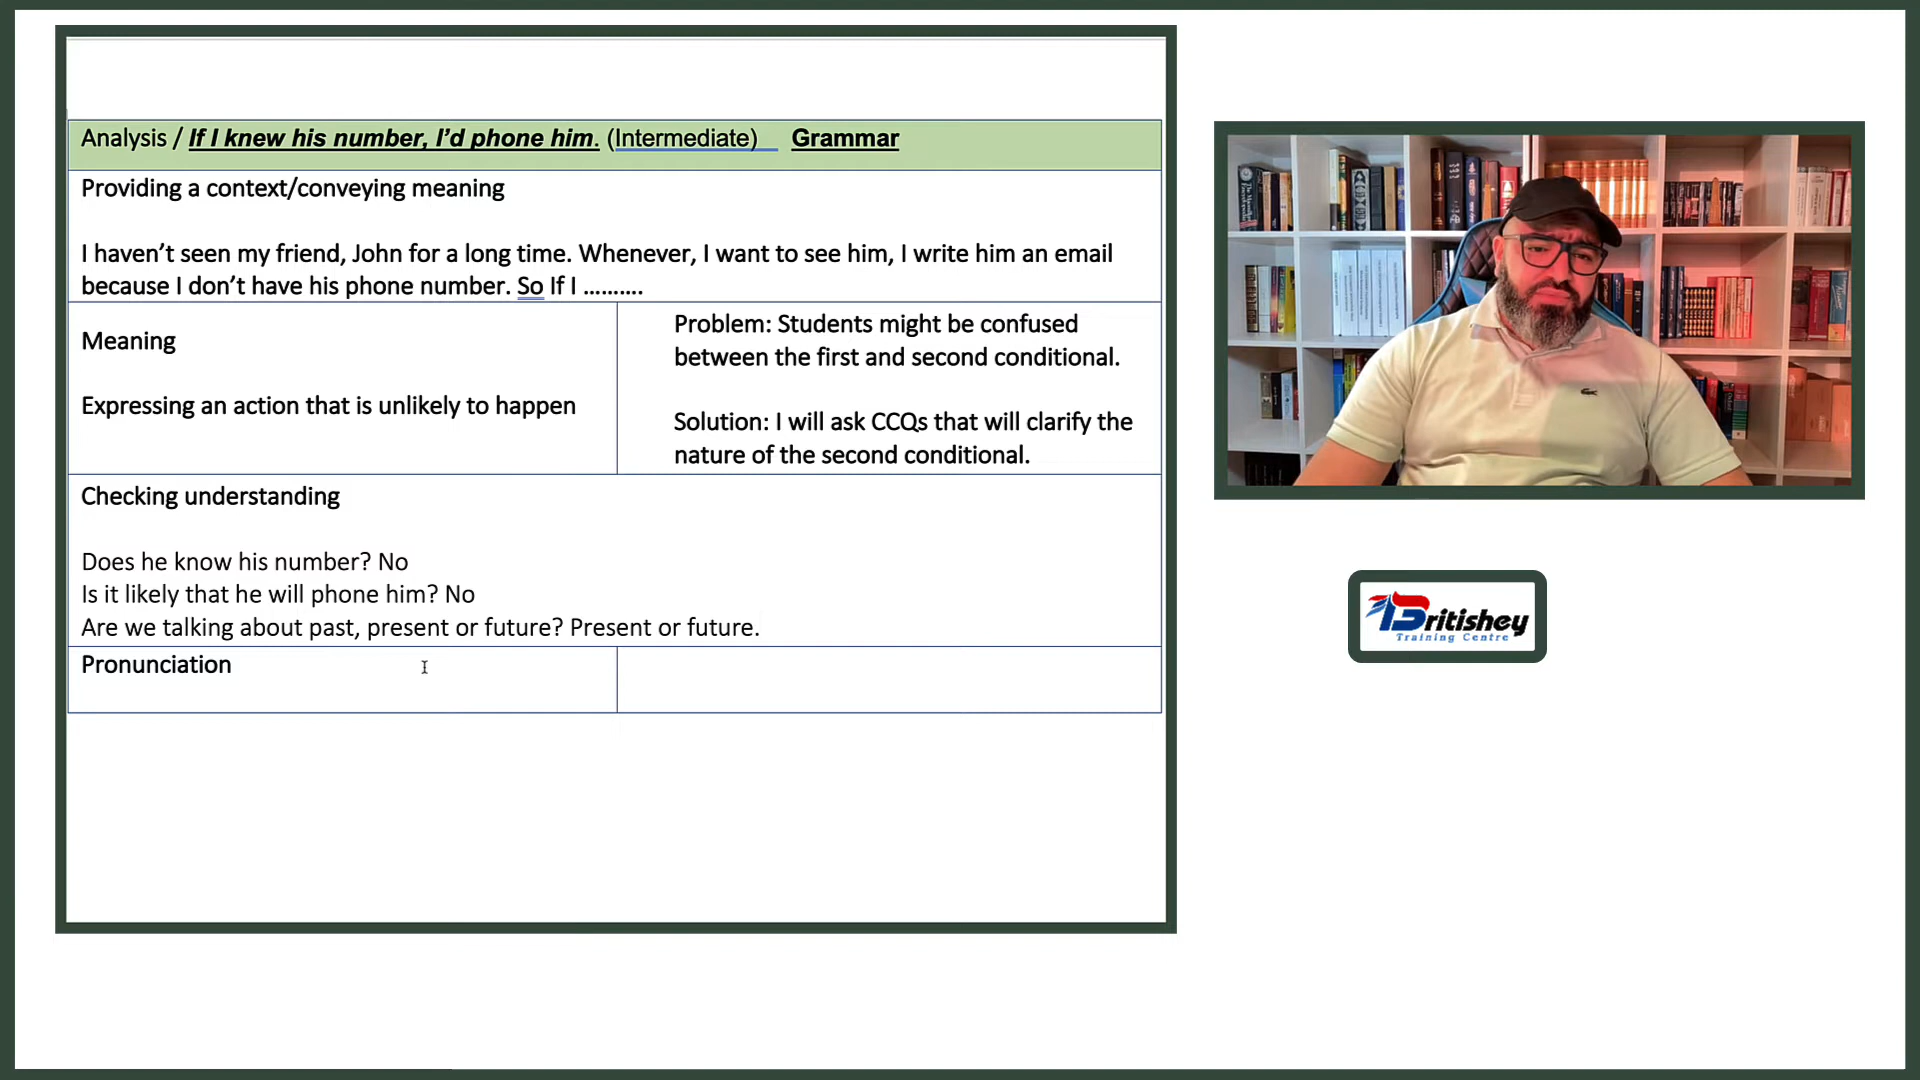 Analysis / If I knew his number, I’d phone him. (Intermediate) Grammar
Providing a context/conveying meaning
I haven’t seen my friend, John for a long time. Whenever, I want to see him, I write him an email
because I don’t have his phone number. So If I ……….
Meaning
Expressing an action that is unlikely to happen
Problem: Students might be confused
between the first and second conditional.
Solution: I will ask CCQs that will clarify the
nature of the second conditional.
Checking understanding
Does he know his number? No
Is it likely that he will phone him? No
Are we talking about past, present or future? Present or future.
Pronunciation
Britishey
Training Centre